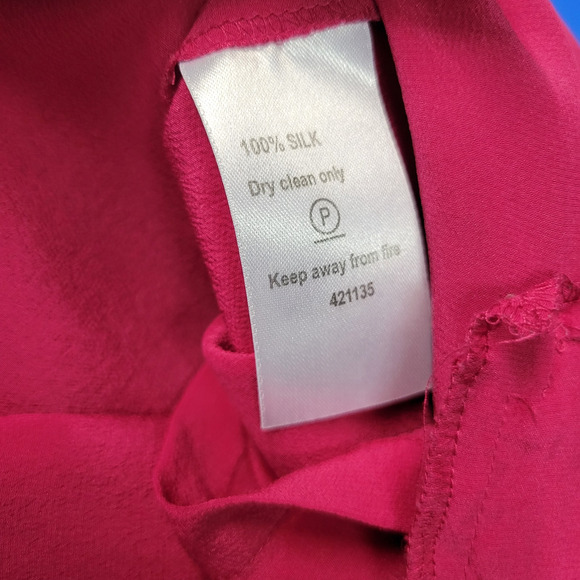 100% SILK
Dry clean only
P
Keep away from fire
421135